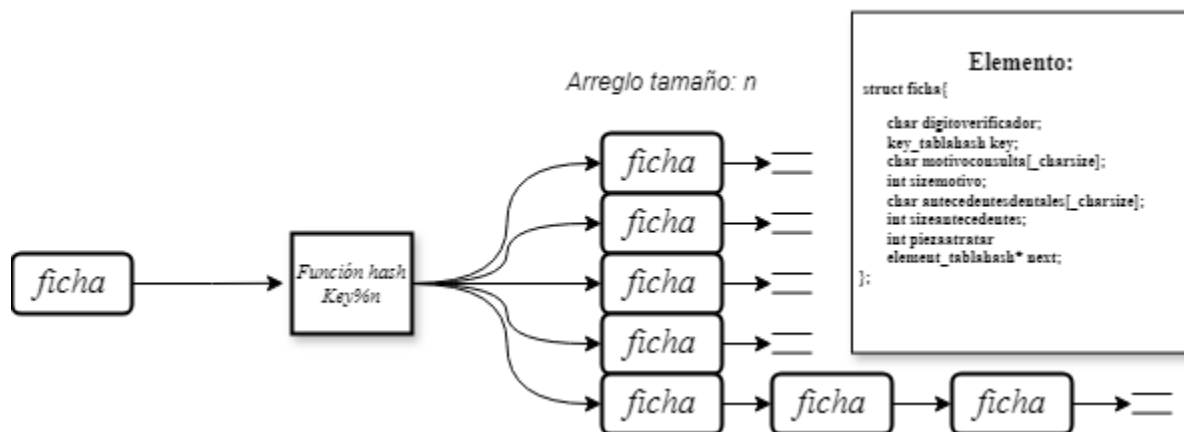 Elemento:
struct ficha{
char digitoverificador;
key_tablahash key;
char motivoconsulta[_charsize];
int sizemotivo;
char antecedentesdentales[_charsize];
int sizeantecedentes;
int piezaatratar
element_tablahash* next;
};
Arreglo tamaño: n
ficha
ficha
ficha
ficha
Función hash
Key%n
ficha
ficha
ficha
ficha